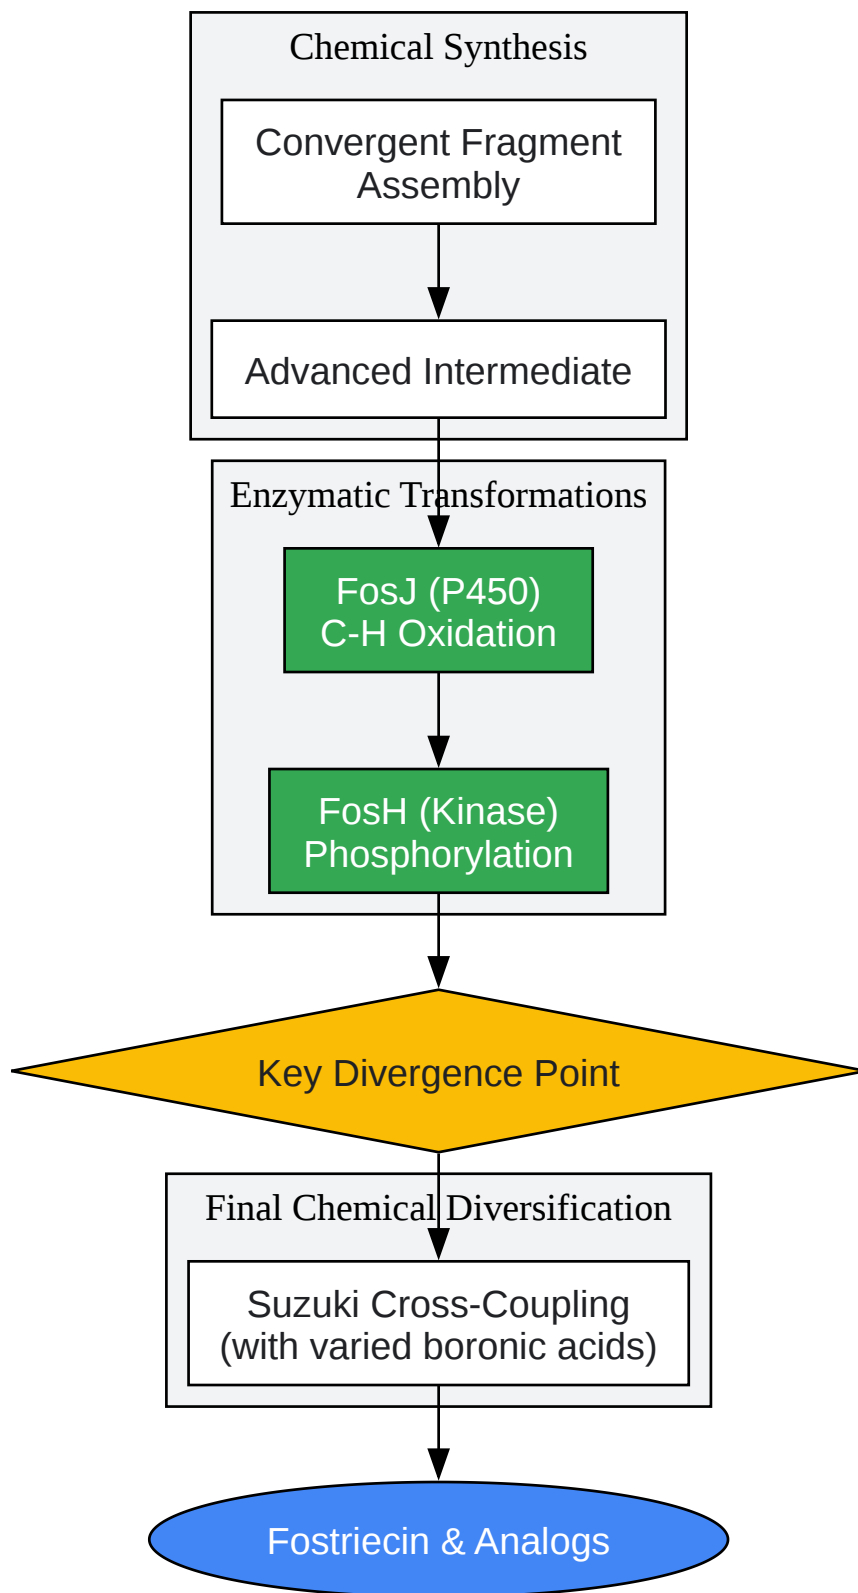 Chemical Synthesis
Convergent Fragment
Assembly
Advanced Intermediate
Enzymatic Transformations
FosJ (P450)
C-H Oxidation
FosH (Kinase)
Phosphorylation
Key Divergence Point
Final Chemical Diversification
Suzuki Cross-Coupling
(with varied boronic acids)
Fostriecin & Analogs